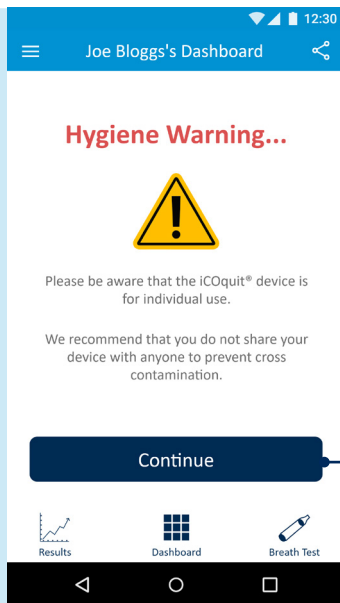 12:30
Joe Bloggs's Dashboard
Hygiene Warning...
Please be aware that the iCOquit® device is
for individual use.
We recommend that you do not share your
device with anyone to prevent cross
contamination.
Continue
Results
Dashboard
Breath Test